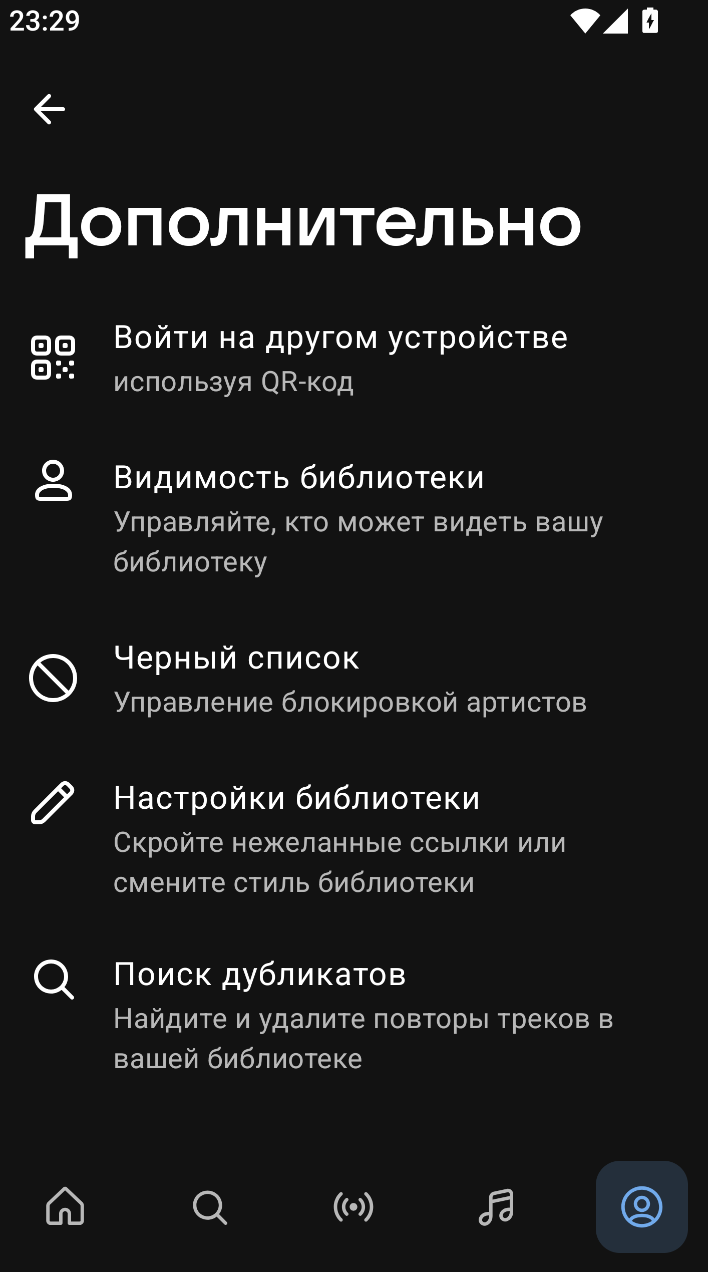 23:29
Дополнительно
Войти на другом устройстве
используя QR-код
Видимость библиотеки
Управляйте, кто может видеть вашу
библиотеку
Черный список
Управление блокировкой артистов
Настройки библиотеки
Скройте нежеланные ссылки или
смените стиль библиотеки
Поиск дубликатов
Найдите и удалите повторы треков в
вашей библиотеке